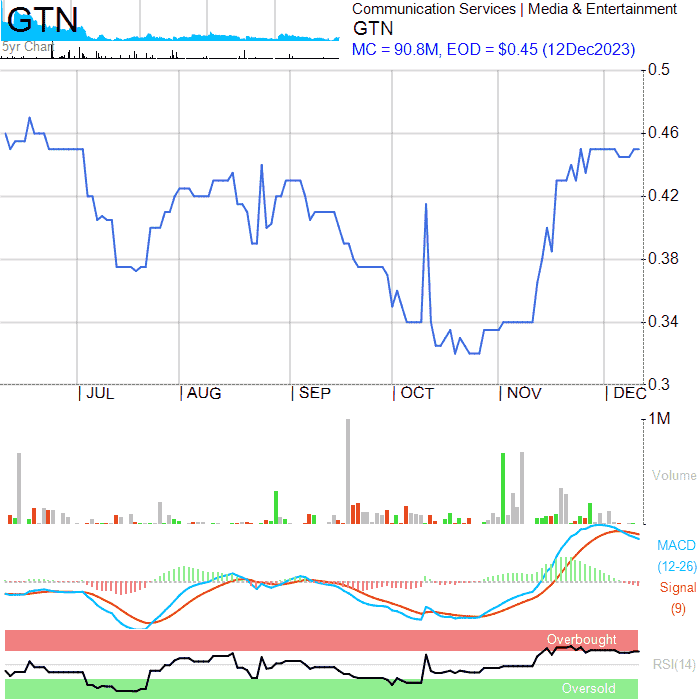 GTN
5yr Chart
Communication Services | Media & Entertainment
GTN
MC = 90.8M, EOD = $0.45 (12Dec2023)
0.5
0.46
0.42
0.38
0.34
0.3
| JUL | AUG | SEP | OCT | NOV | DEC
1M
Volume
MACD
(12-26)
Signal
(9)
Overbought
RSI(14)
Oversold